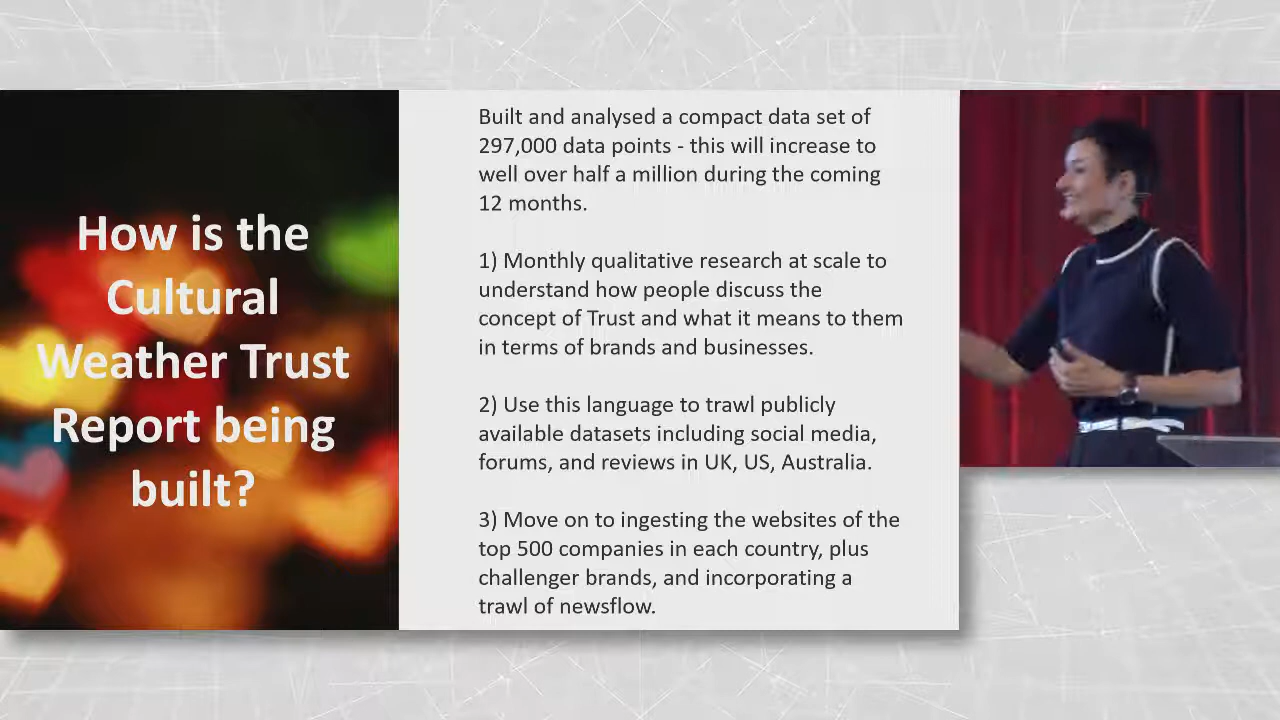 How is the
Cultural
Weather Trust
Report being
built?
Built and analysed a compact data set of
297,000 data points - this will increase to
well over half a million during the coming
12 months.
1) Monthly qualitative research at scale to
understand how people discuss the
concept of Trust and what it means to them
in terms of brands and businesses.
2) Use this language to trawl publicly
available datasets including social media,
forums, and reviews in UK, US, Australia.
3) Move on to ingesting the websites of the
top 500 companies in each country, plus
challenger brands, and incorporating a
trawl of newsflow.